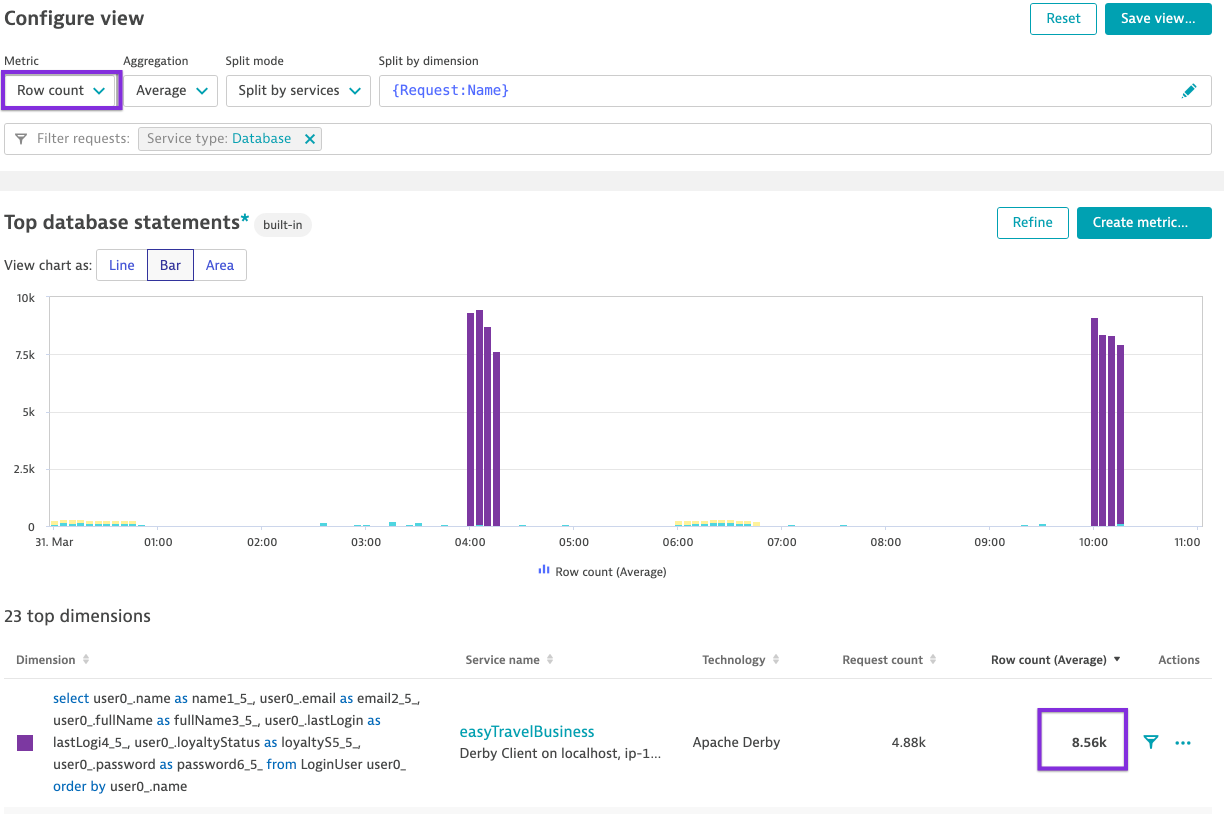 Configure view
Reset
Save view...
Metric
Aggregation
Split mode
Split by dimension
Row count
Average
Split by services
{Request:Name}
Filter requests:
Service type: Database
Top database statements*
built-in
Refine
Create metric...
View chart as:
Line
Bar
Area
10k
7.5k
5k
2.5k
0
31. Mar
01:00
02:00
03:00
04:00
05:00
06:00
07:00
08:00
09:00
10:00
11:00
Row count (Average)
23 top dimensions
Dimension
Service name
Technology
Request count
Row count (Average)
Actions
select user0_.name as name1_5_, user0_.email as email2_5_,
user0_.fullName as fullName3_5_, user0_.lastLogin as
lastLogi4_5_, user0_.loyaltyStatus as loyaltyS5_5_,
user0_.password as password6_5_ from LoginUser user0_
order by user0_.name
easyTravelBusiness
Derby Client on localhost, ip-1...
Apache Derby
4.88k
8.56k